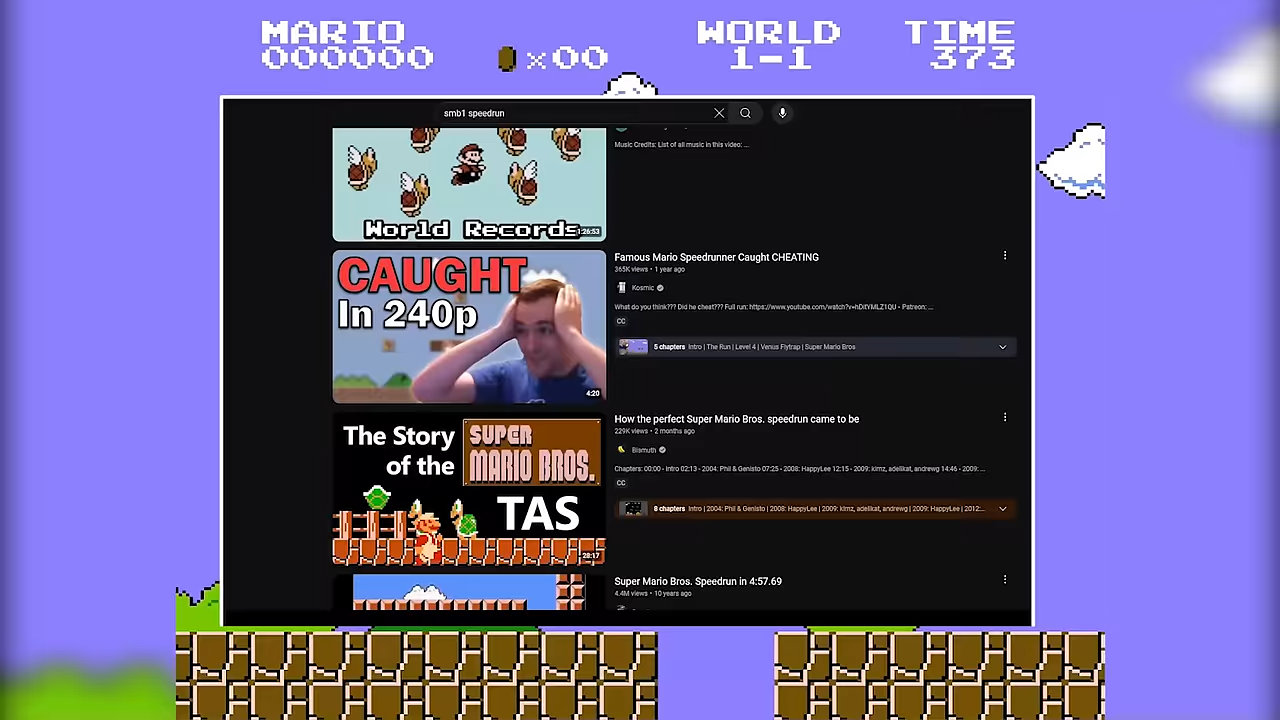 MARIO
WORLD
TIME
000000
×00
1-1
373
smb1 speedrun
Music Credits: List of all music in this video: ...
World Records
1:26:53
CAUGHT
In 240p
4:20
Famous Mario Speedrunner Caught CHEATING
365K views • 1 year ago
Kosmic
What do you think??? Did he cheat??? Full run: https://www.youtube.com/watch?v=hDitYMLZ1QU - Patreon: ...
CC
5 chapters Intro | The Run | Level 4 | Venus Flytrap | Super Mario Bros
The Story
of the
SUPER
MARIO BROS.
TAS
28:17
How the perfect Super Mario Bros. speedrun came to be
229K views • 2 months ago
Bismuth
Chapters: 00:00 - Intro 02:13 - 2004: Phil & Genisto 07:25 - 2008: HappyLee 12:15 - 2009: klmz, adelikat, andrewg 14:46 - 2009: ...
CC
8 chapters Intro | 2004: Phil & Genisto | 2008: HappyLee | 2009: klmz, adelikat, andrewg | 2009: HappyLee | 2012:...
Super Mario Bros. Speedrun in 4:57.69
4.4M views • 10 years ago